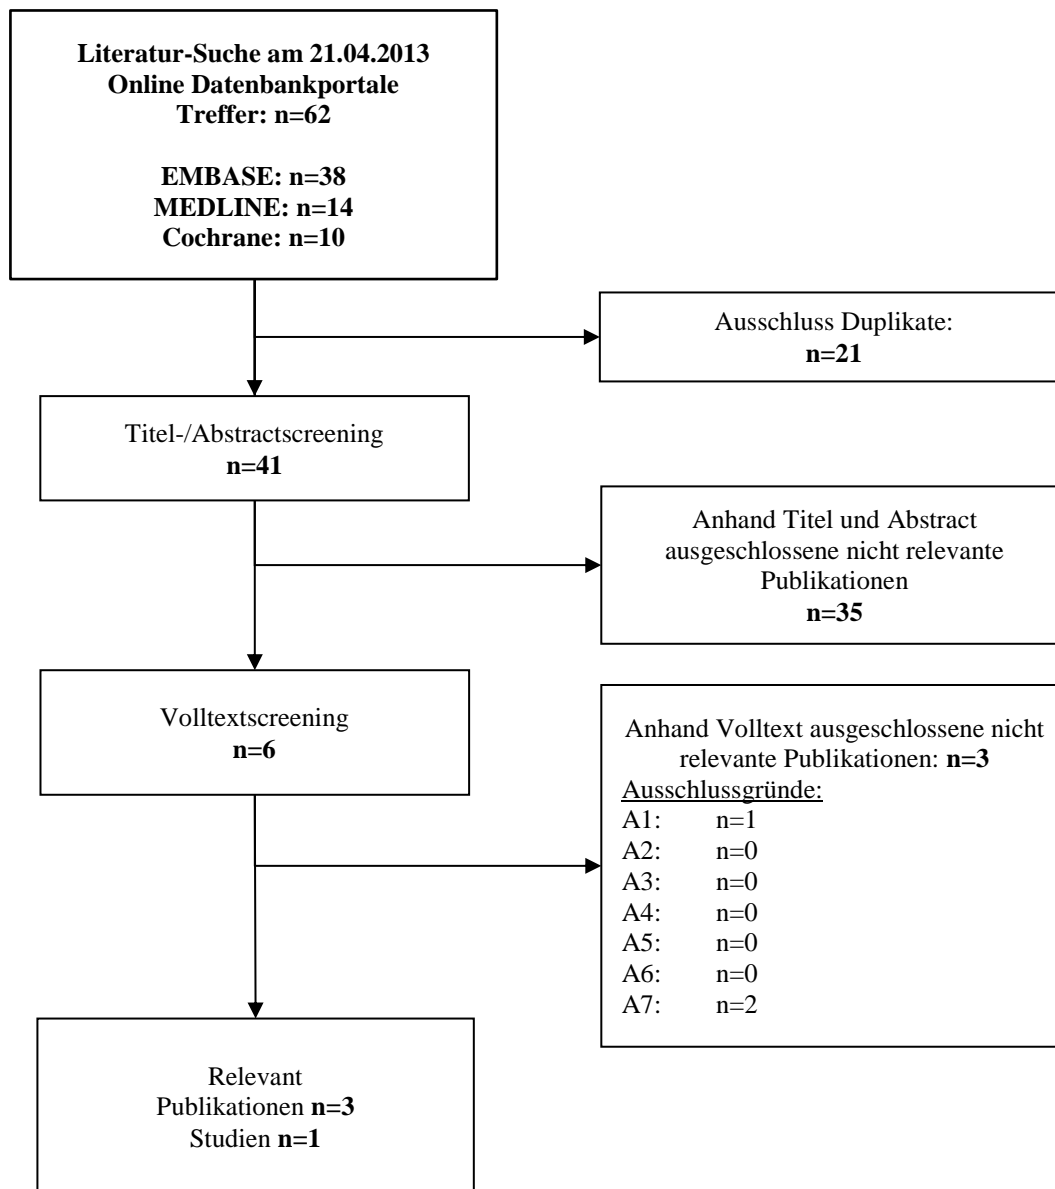 Literatur-Suche am 21.04.2013
Online Datenbankportale
Treffer: n=62
EMBASE: n=38
MEDLINE: n=14
Cochrane: n=10
Ausschluss Duplikate:
n=21
Titel-/Abstractscreening
n=41
Anhand Titel und Abstract
ausgeschlossene nicht relevante
Publikationen
n=35
Volltextscreening
n=6
Anhand Volltext ausgeschlossene nicht
relevante Publikationen: n=3
Ausschlussgründe:
A1: n=1
A2: n=0
A3: n=0
A4: n=0
A5: n=0
A6: n=0
A7: n=2
Relevant
Publikationen n=3
Studien n=1